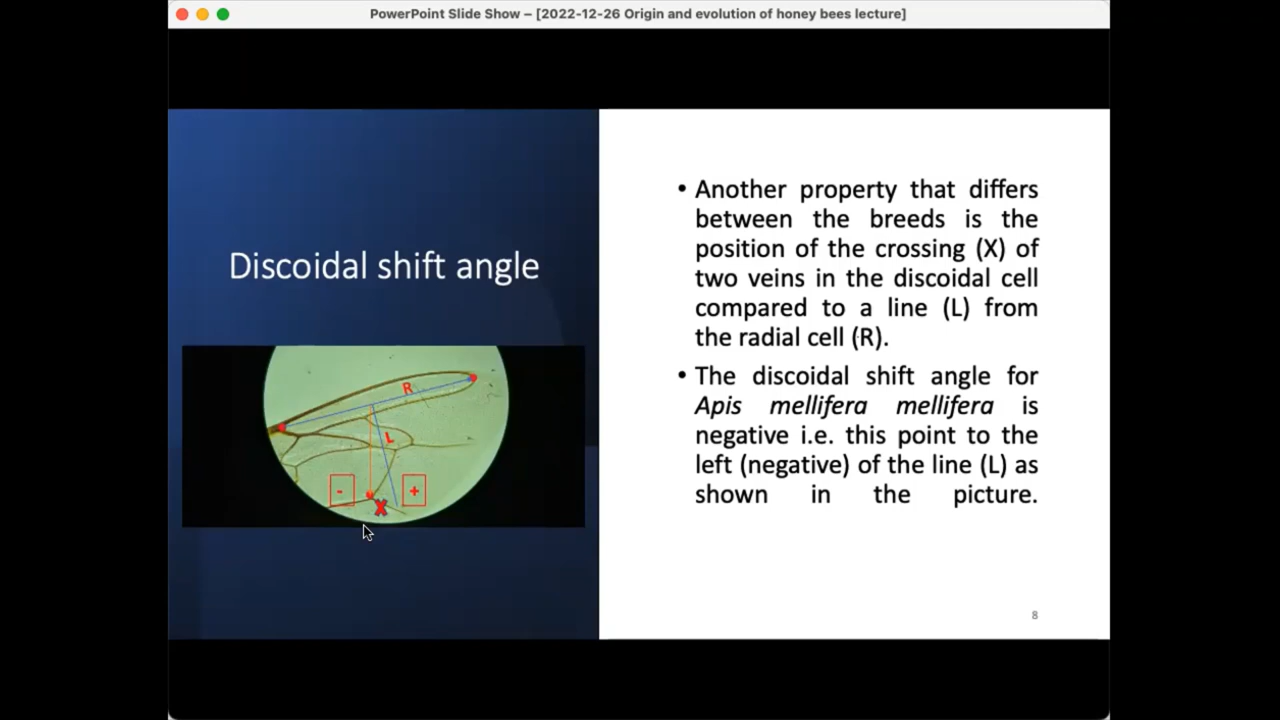 PowerPoint Slide Show – [2022-12-26 Origin and evolution of honey bees lecture]
Discoidal shift angle
R
L
-
+
X
• Another property that differs
between the breeds is the
position of the crossing (X) of
two veins in the discoidal cell
compared to a line (L) from
the radial cell (R).
• The discoidal shift angle for
Apis mellifera mellifera is
negative i.e. this point to the
left (negative) of the line (L) as
shown in the picture.
8